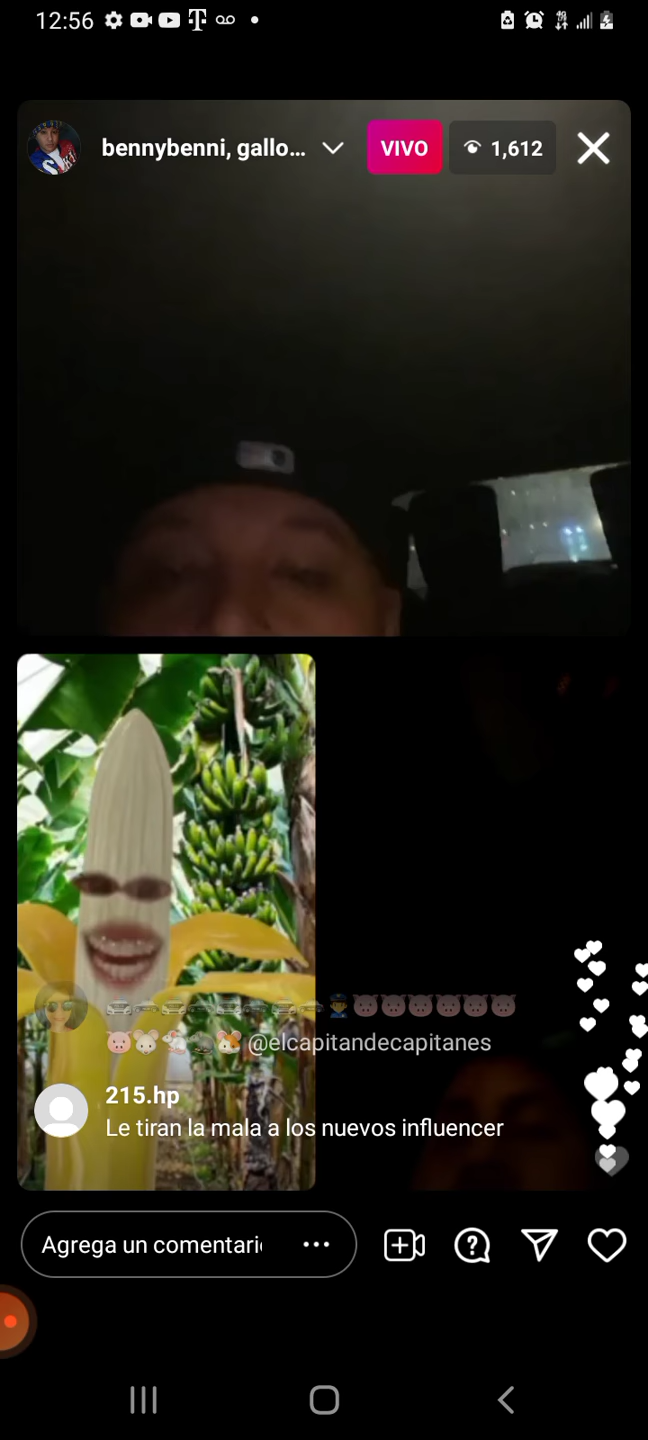 12:56
bennybenni, gallo...
VIVO
1,612
@elcapitandecapitanes
215.hp
Le tiran la mala a los nuevos influencer
Agrega un comentari